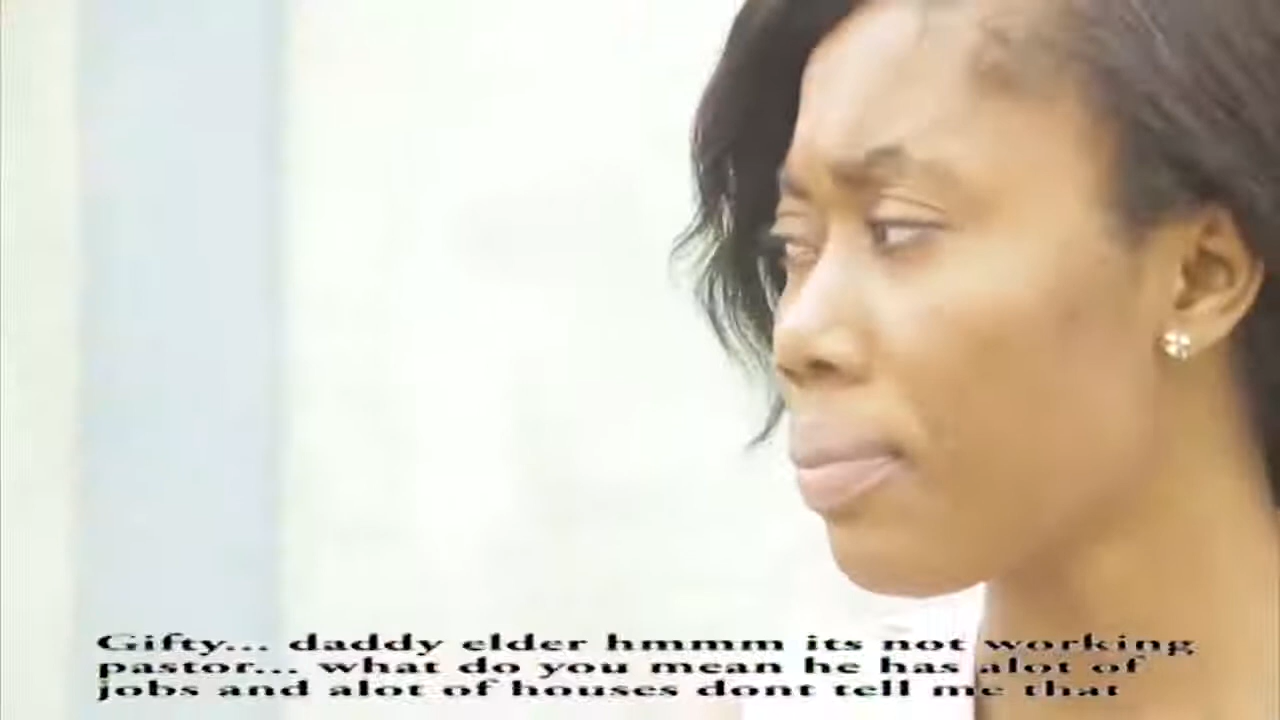 Gifty... daddy elder hmmm its not working
pastor... what do you mean he has alot of
jobs and alot of houses dont tell me that